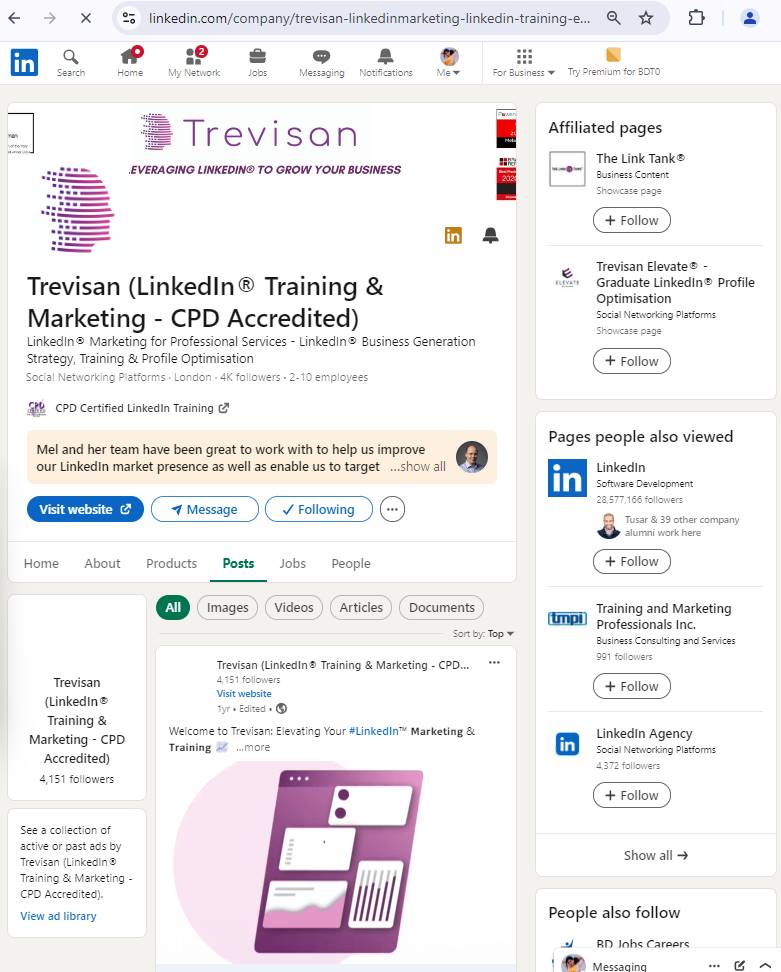 linkedin.com/company/trevisan-linkedinmarketing-linkedin-training-e...
Search
Home
2
My Network
Jobs
Messaging
Notifications
Me
For Business
Try Premium for BDT0
Trevisan
EVERAGING LINKEDIN® TO GROW YOUR BUSINESS
Trevisan (LinkedIn® Training &
Marketing - CPD Accredited)
LinkedIn® Marketing for Professional Services - LinkedIn® Business Generation
Strategy, Training & Profile Optimisation
Social Networking Platforms · London · 4K followers · 2-10 employees
CPD
CPD Certified LinkedIn Training
Mel and her team have been great to work with to help us improve
our LinkedIn market presence as well as enable us to target ...show all
Visit website
Message
Following
Home
About
Products
Posts
Jobs
People
Trevisan
(LinkedIn®
Training &
Marketing - CPD
Accredited)
4,151 followers
See a collection of
active or past ads by
Trevisan (LinkedIn®
Training & Marketing -
CPD Accredited).
View ad library
All
Images
Videos
Articles
Documents
Sort by: Top
Trevisan (LinkedIn® Training & Marketing - CPD...
4,151 followers
Visit website
1yr • Edited •
Welcome to Trevisan: Elevating Your #LinkedIn™ Marketing &
Training 📈 ...more
Affiliated pages
THE LINK TANK
The Link Tank®
Business Content
Showcase page
+ Follow
ELEVATE
Trevisan Elevate® -
Graduate LinkedIn® Profile
Optimisation
Social Networking Platforms
Showcase page
+ Follow
Pages people also viewed
in
LinkedIn
Software Development
28,577,166 followers
Tusar & 39 other company
alumni work here
+ Follow
tmpi
Training and Marketing
Professionals Inc.
Business Consulting and Services
991 followers
+ Follow
in
LinkedIn Agency
Social Networking Platforms
4,372 followers
+ Follow
Show all →
People also follow
BD Jobs Careers
Messaging